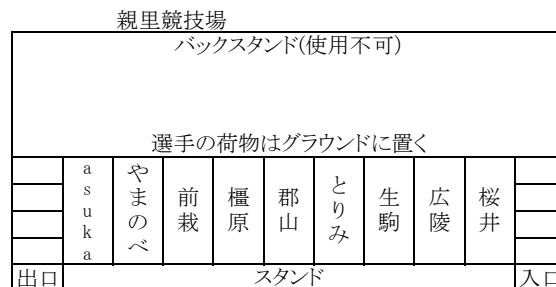 親里競技場
バックスタンド(使用不可)
選手の荷物はグラウンドに置く
asuka
やまのべ
前栽
橿原
郡山
とりみ
生駒
広陵
桜井
出口
スタンド
入口